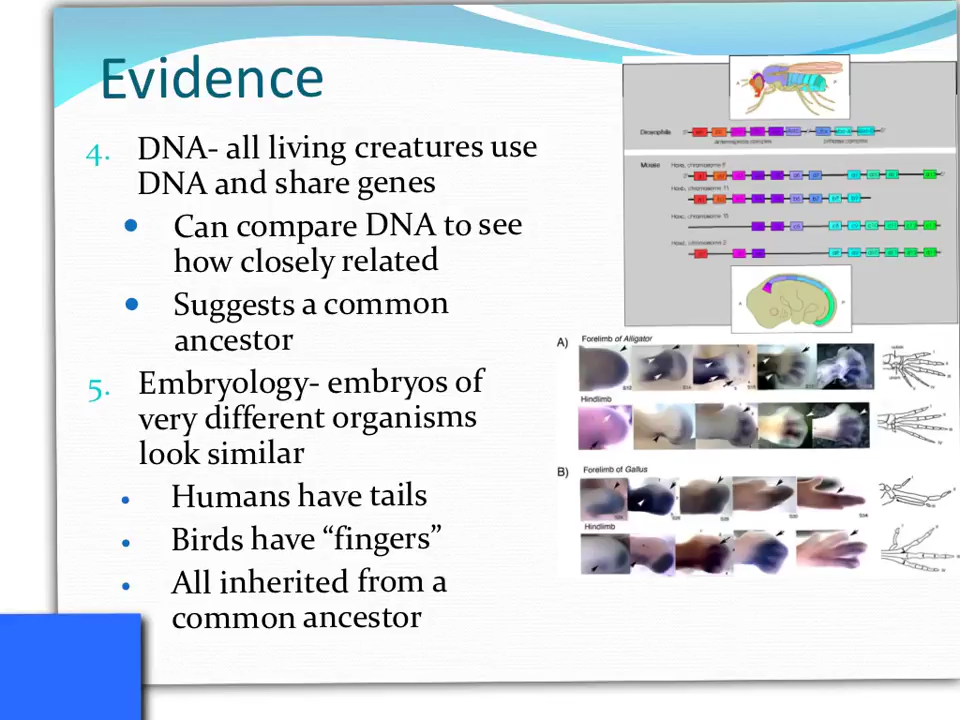 Evidence
4. DNA- all living creatures use
DNA and share genes
• Can compare DNA to see
how closely related
• Suggests a common
ancestor
5. Embryology- embryos of
very different organisms
look similar
• Humans have tails
• Birds have “fingers”
• All inherited from a
common ancestor
Drosophila
Mouse
A) Forelimb of Alligator
Hindlimb
B) Forelimb of Gallus
Hindlimb